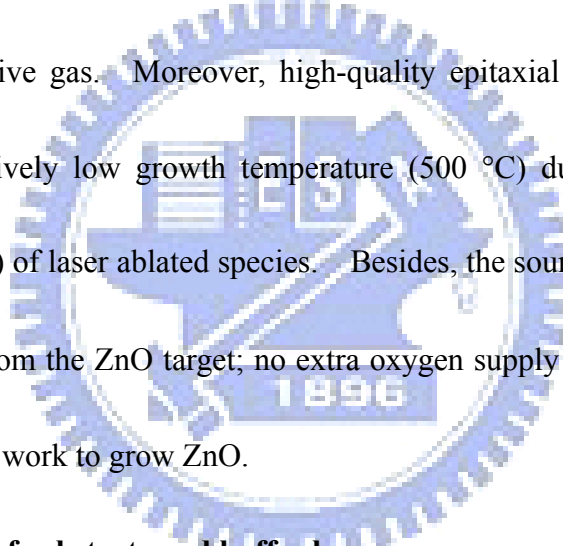 ive gas. Moreover, high-quality epitaxial
ively low growth temperature (500 °C) du
) of laser ablated species. Besides, the sour
om the ZnO target; no extra oxygen supply
1896
work to grow ZnO.